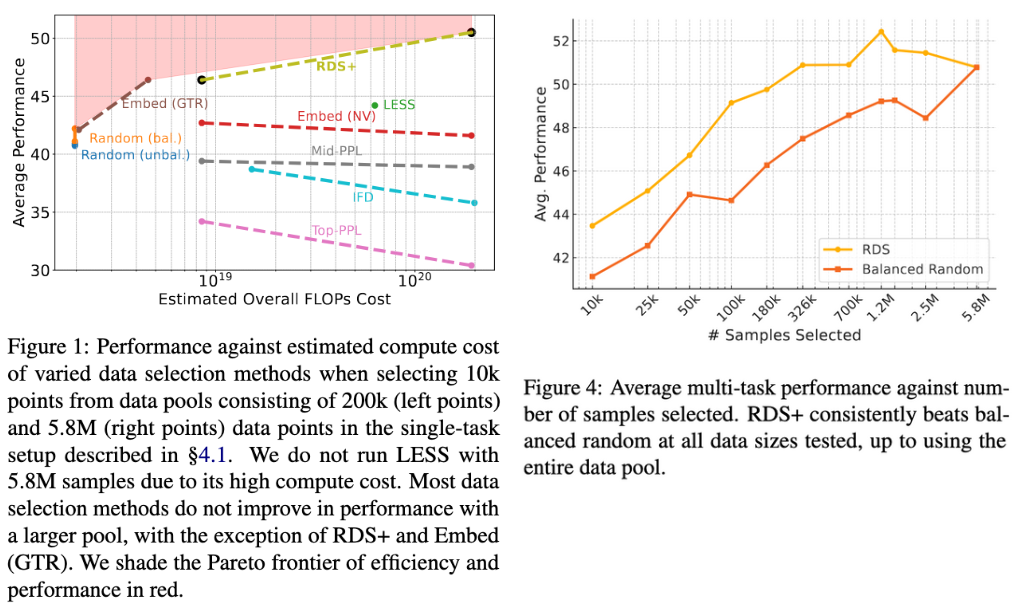 50
45
40
35
30
Average Performance
RDS+
Embed (GTR)
LESS
Embed (NV)
Random (bal.)
Random (unbal.)
Mid-PPL
IFD
Top-PPL
10¹⁹
10²⁰
Estimated Overall FLOPs Cost
Figure 1: Performance against estimated compute cost
of varied data selection methods when selecting 10k
points from data pools consisting of 200k (left points)
and 5.8M (right points) data points in the single-task
setup described in §4.1. We do not run LESS with
5.8M samples due to its high compute cost. Most data
selection methods do not improve in performance with
a larger pool, with the exception of RDS+ and Embed
(GTR). We shade the Pareto frontier of efficiency and
performance in red.
52
50
48
46
44
42
Avg. Performance
RDS
Balanced Random
10k
25k
50k
100k
180k
326k
700k
1.2M
2.5M
5.8M
# Samples Selected
Figure 4: Average multi-task performance against num-
ber of samples selected. RDS+ consistently beats bal-
anced random at all data sizes tested, up to using the
entire data pool.